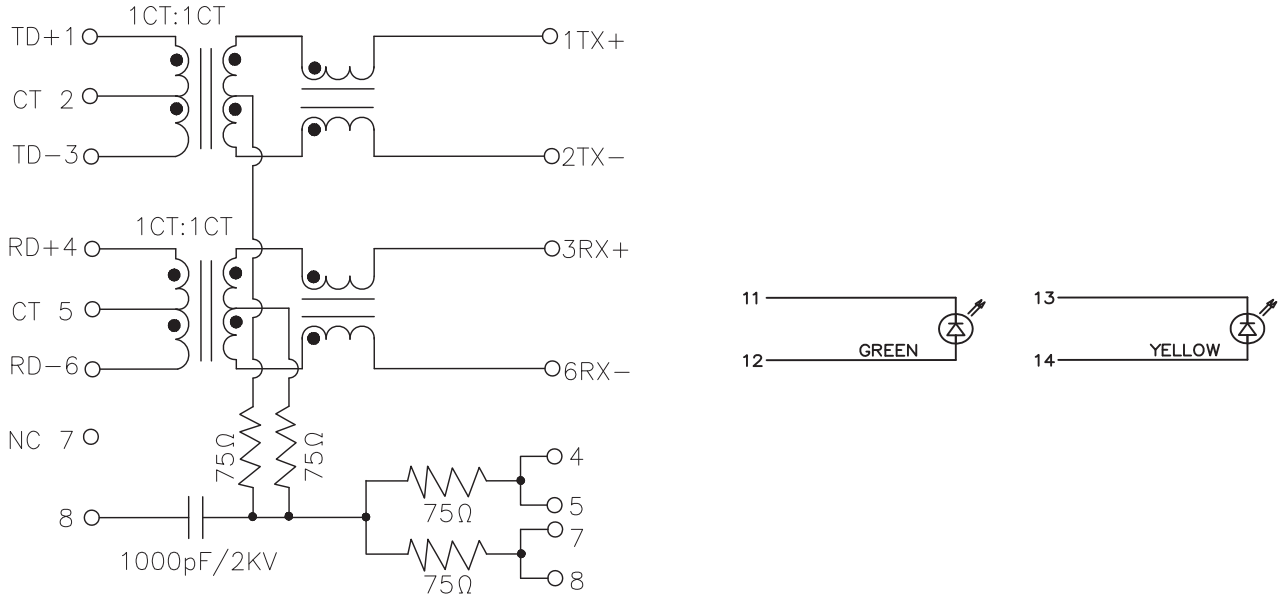 1CT:1CT
TD+1
1TX+
CT 2
TD-3
2TX-
1CT:1CT
RD+4
3RX+
CT 5
RD-6
6RX-
11
12
GREEN
13
14
YELLOW
NC 7
75Ω
75Ω
4
75Ω
5
8
7
1000pF/2KV
75Ω
8